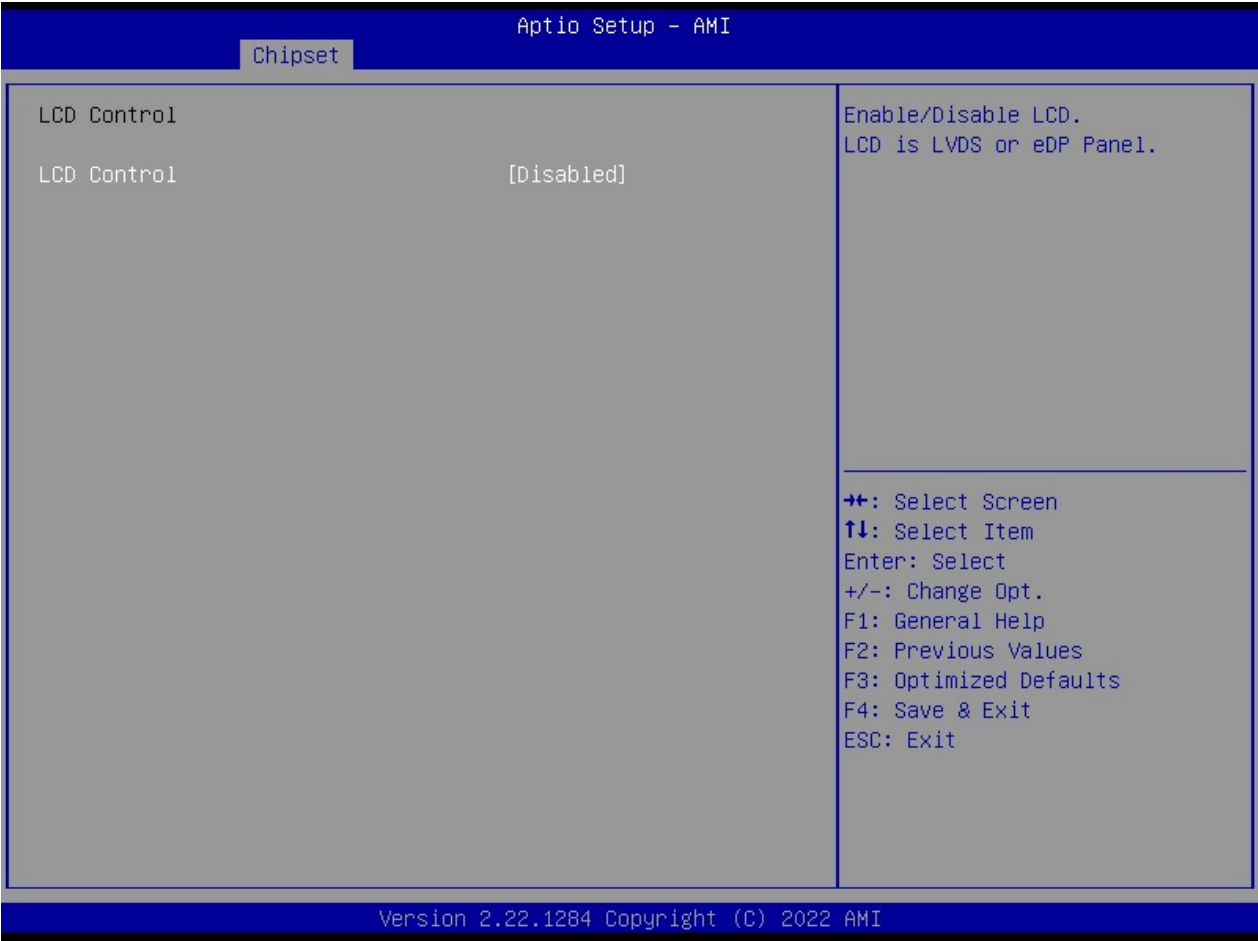 Aptio Setup - AMI
Chipset
LCD Control
LCD Control [Disabled]
Enable/Disable LCD.
LCD is LVDS or eDP Panel.
→←: Select Screen
↑↓: Select Item
Enter: Select
+/-: Change Opt.
F1: General Help
F2: Previous Values
F3: Optimized Defaults
F4: Save & Exit
ESC: Exit
Version 2.22.1284 Copyright (C) 2022 AMI